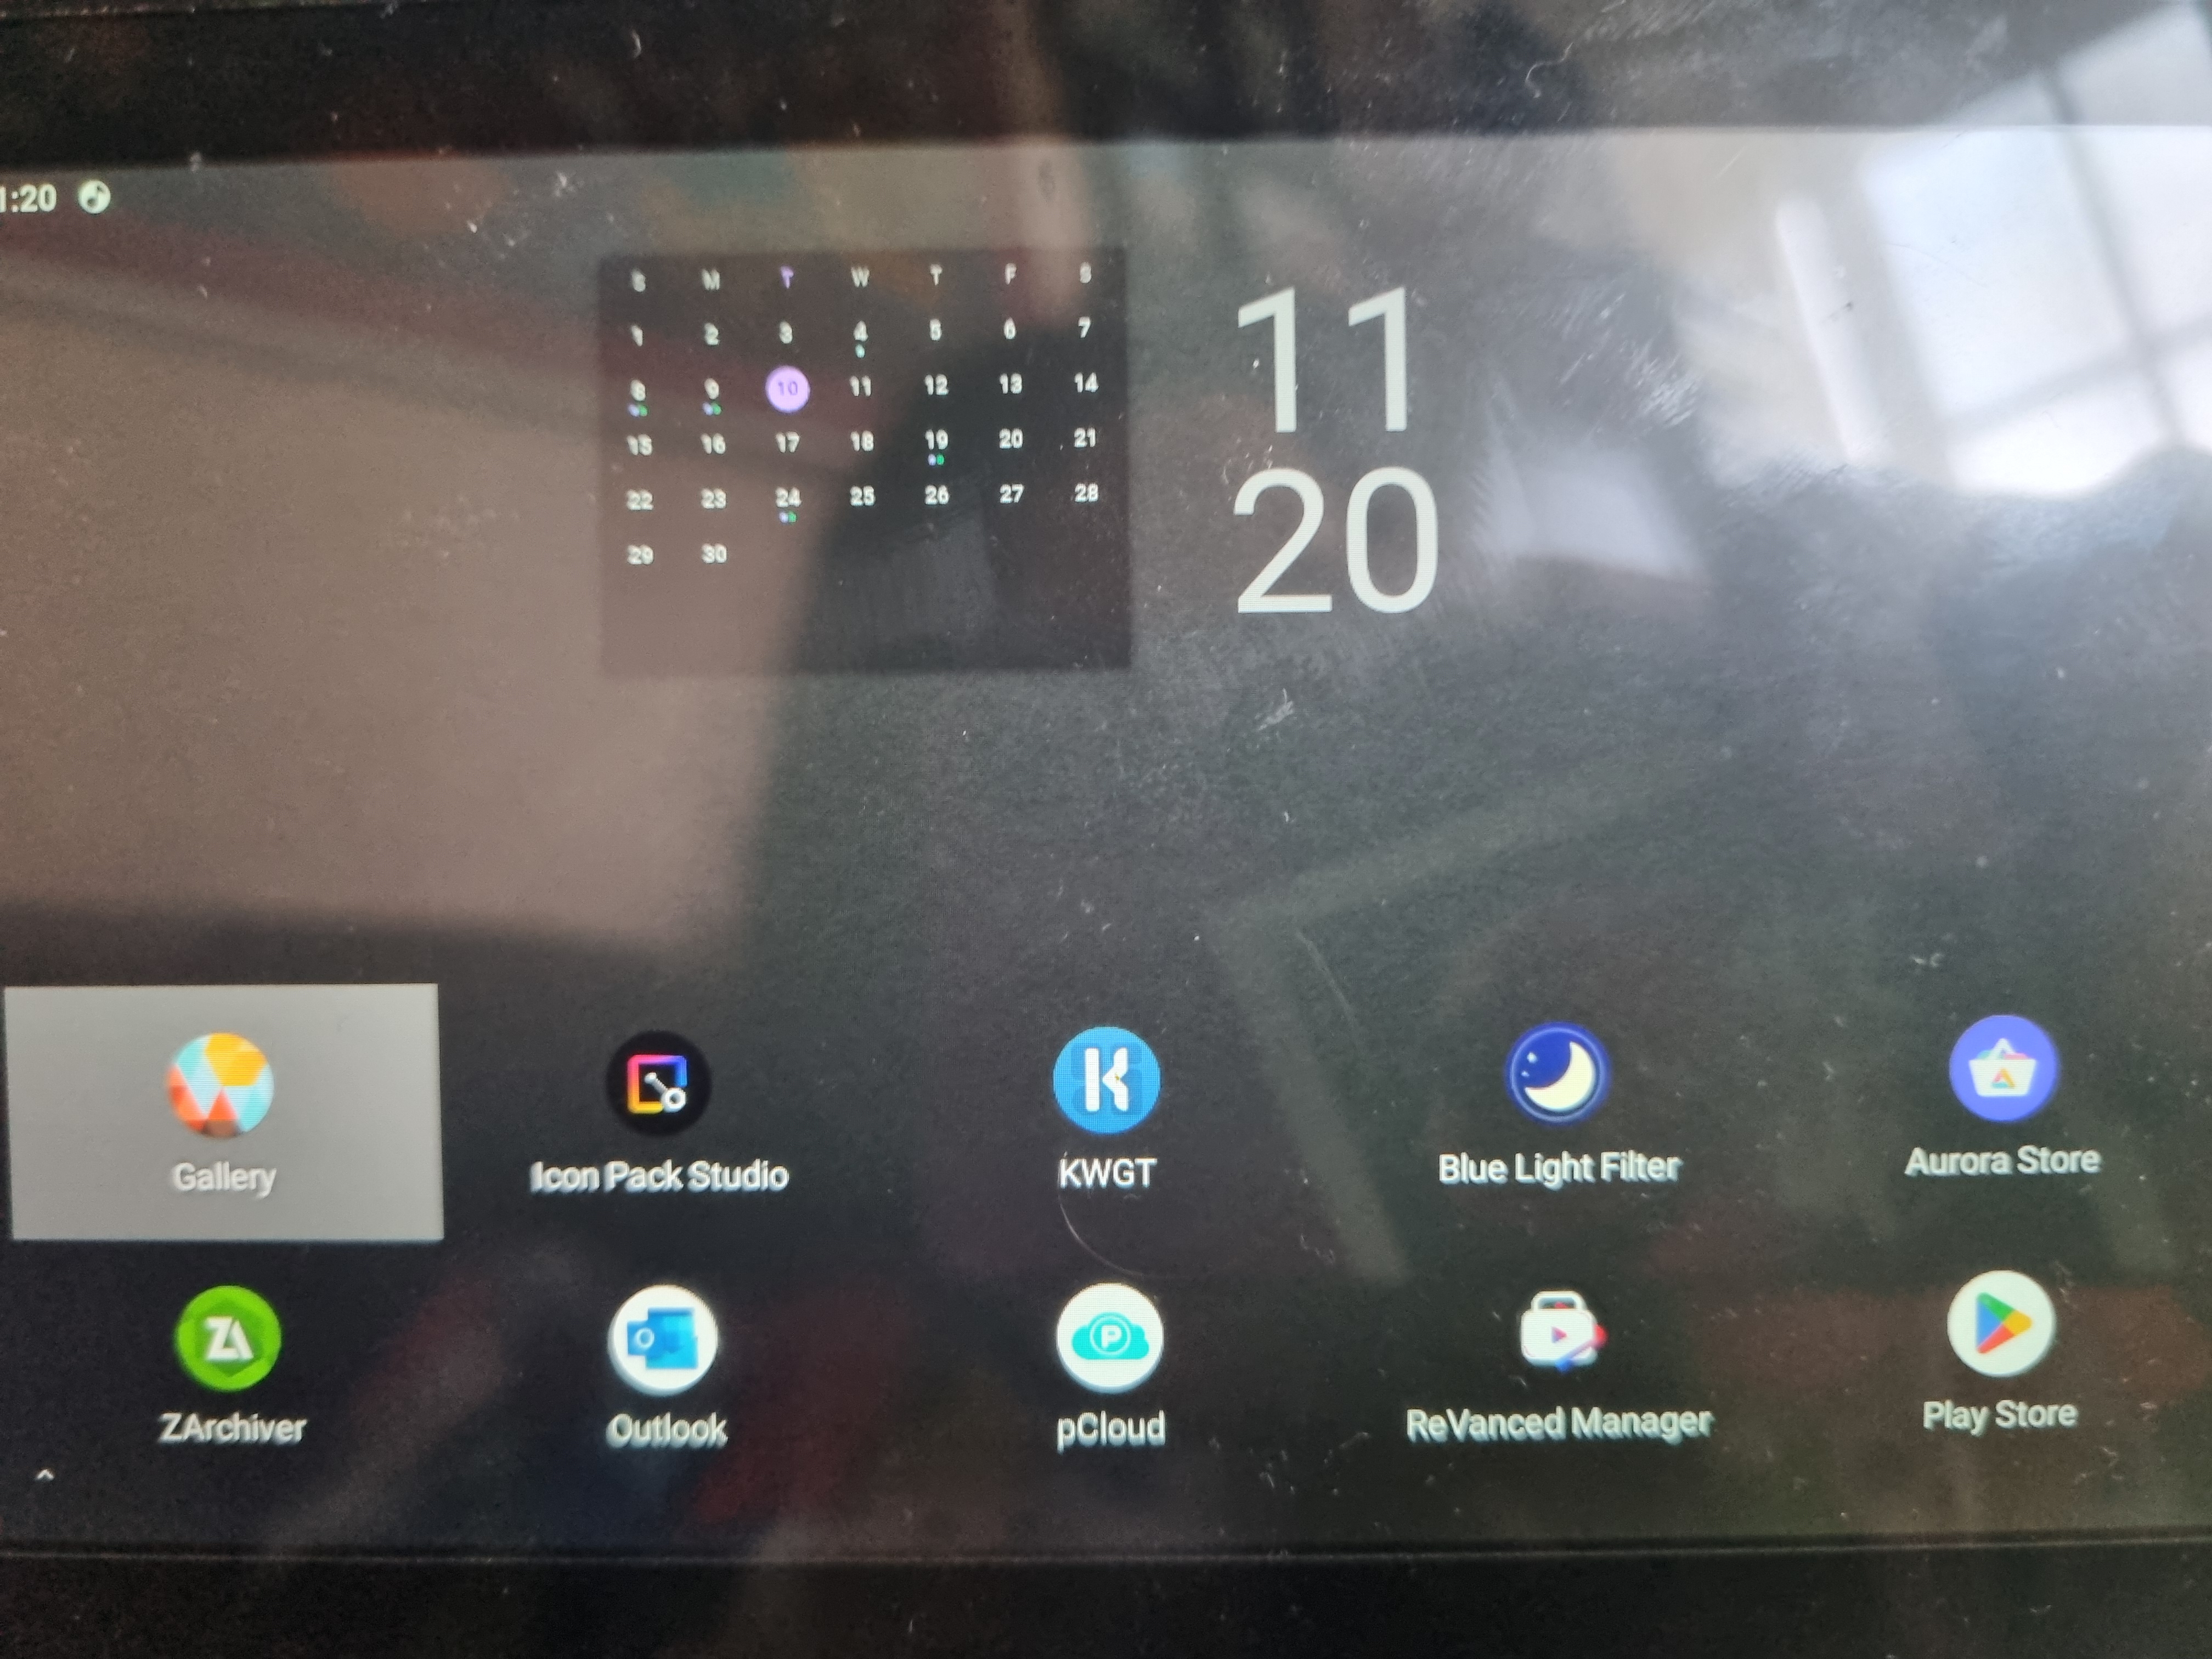 1:20
S M T W T F S
1 2 3 4 5 6 7
8 9 10 11 12 13 14
15 16 17 18 19 20 21
22 23 24 25 26 27 28
29 30
11
20
Gallery Icon Pack Studio KWGT Blue Light Filter Aurora Store
ZArchiver Outlook pCloud ReVanced Manager Play Store